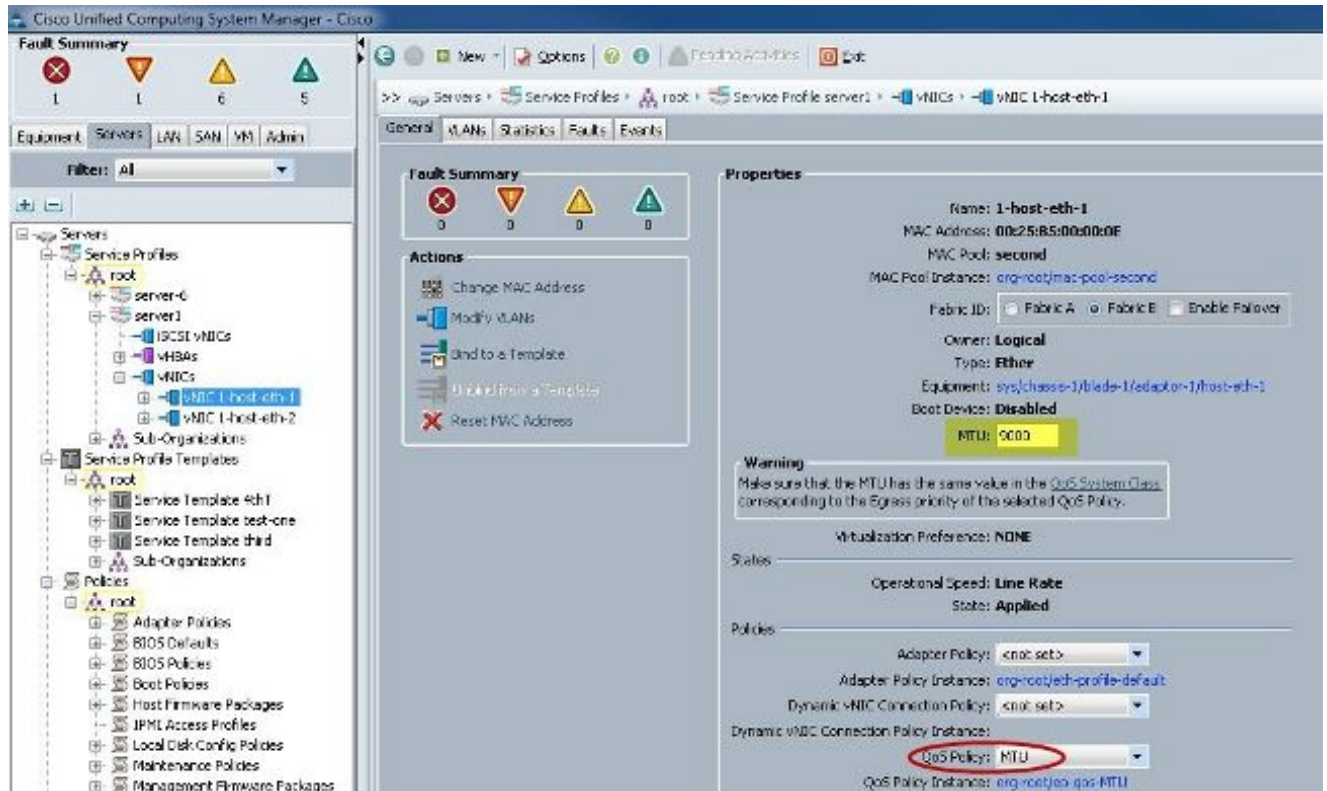 Cisco Unified Computing System Manager - Cisco
Fault Summary
1 1 6 5
Equipment Servers LAN SAN VM Admin
Filter: All
Servers
Service Profiles
root
server-6
server1
iSCSI vNICs
vHBAs
vNICs
vNIC 1-host-eth-1
vNIC 1-host-eth-2
Sub-Organizations
Service Profile Templates
root
Service Template 4th1
Service Template test-one
Service Template third
Sub-Organizations
Policies
root
Adapter Policies
BIOS Defaults
BIOS Policies
Boot Policies
Host Firmware Packages
IPMI Access Profiles
Local Disk Config Policies
Maintenance Policies
Management Firmware Packages
New Options Pending Activities Exit
>> Servers Service Profiles root Service Profile server1 vNICs vNIC 1-host-eth-1
General VLANs Statistics Faults Events
Fault Summary
0 0 0 0
Actions
Change MAC Address
Modify VLANs
Bind to a Template
Unbind from a Template
Reset MAC Address
Properties
Name: 1-host-eth-1
MAC Address: 00:25:B5:00:00:0E
MAC Pool: second
MAC Pool Instance: org-root/mac-pool-second
Fabric ID: Fabric A Fabric B Enable Failover
Owner: Logical
Type: Ether
Equipment: sys/chassis-1/blade-1/adaptor-1/host-eth-1
Boot Device: Disabled
MTU: 9000
Warning
Make sure that the MTU has the same value in the QoS System Class
corresponding to the Egress priority of the selected QoS Policy.
Virtualization Preference: NONE
States
Operational Speed: Line Rate
State: Applied
Policies
Adapter Policy: <not set>
Adapter Policy Instance: org-root/eth-profile-default
Dynamic vNIC Connection Policy: <not set>
Dynamic vNIC Connection Policy Instance:
QoS Policy: MTU
QoS Policy Instance: org-root/ep-qos-MTU